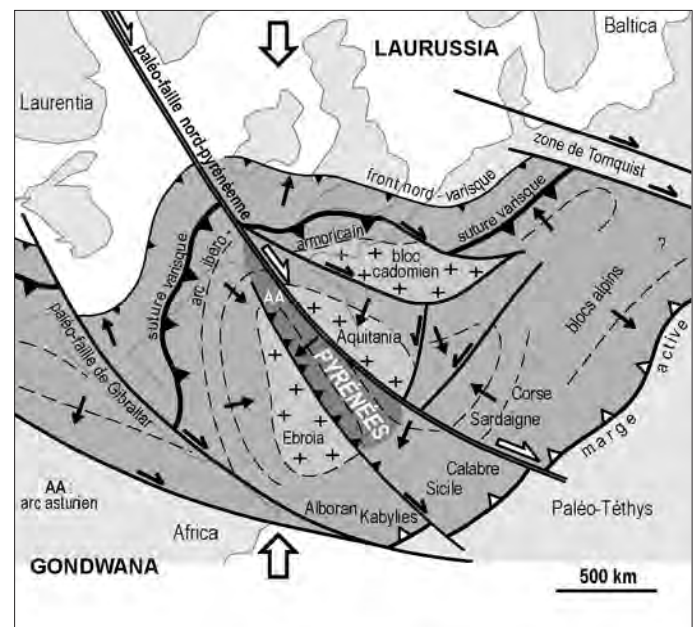 Baltica
LAURUSSIA
Laurentia
paléo-faille nord-pyrénéenne
zone de Tornquist
front nord-varisque
suture varisque
armoricain
bloc
cadomien
arc ibero-
suture varisque
AA
blocs alpins
?
paléo-faille de Gibraltar
Aquitania
PYRÉNÉES
marge active
Corse
Sardaigne
Ebroia
Calabre
Sicile
AA
arc asturien
Alboran
Kabylies
Paléo-Téthys
Africa
GONDWANA
500 km